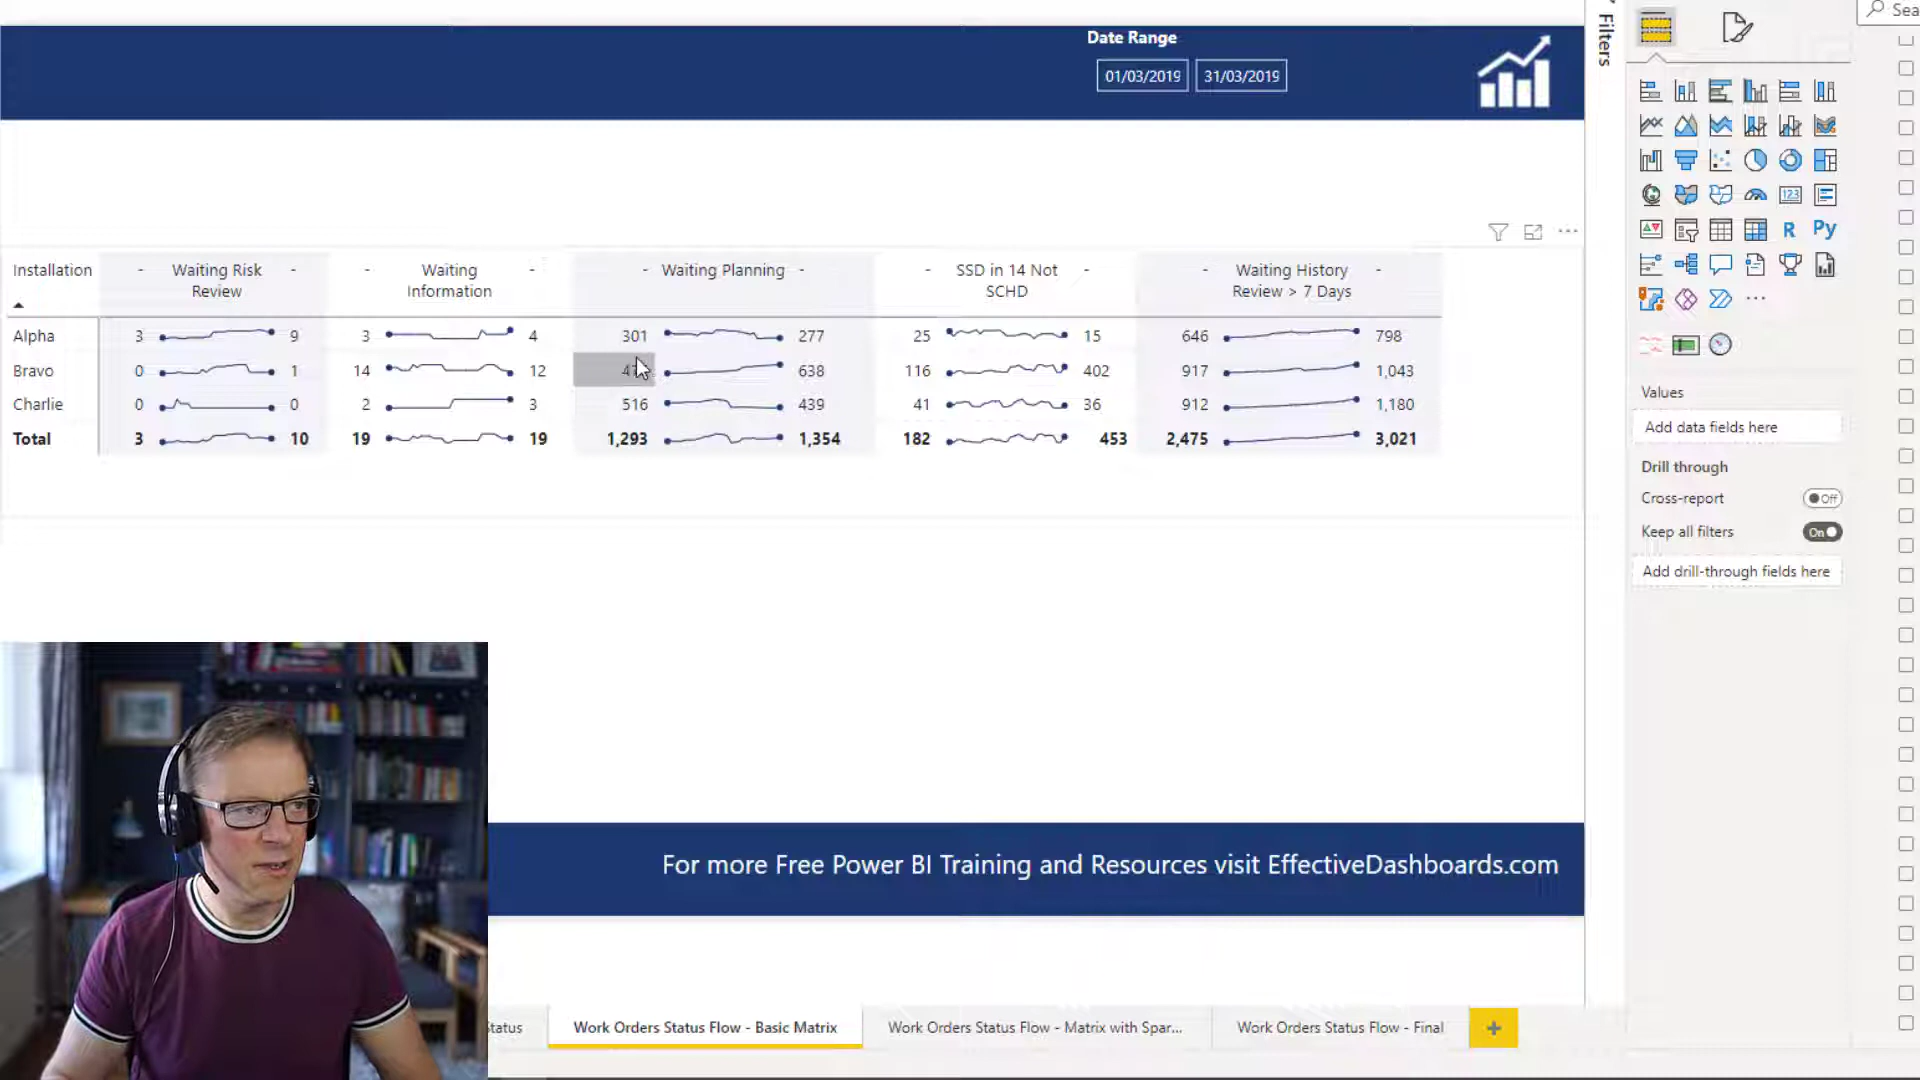 Date Range
01/03/2019 31/03/2019
Filters
Sea
Installation - Waiting Risk Review - - Waiting Information - - Waiting Planning - - SSD in 14 Not SCHD - - Waiting History Review > 7 Days -
Alpha 3 9 3 4 301 277 25 15 646 798
Bravo 0 1 14 12 638 116 402 917 1,043
Charlie 0 0 2 3 516 439 41 36 912 1,180
Total 3 10 19 19 1,293 1,354 182 453 2,475 3,021
123
R Py
Values
Add data fields here
Drill through
Cross-report Off
Keep all filters On
Add drill-through fields here
For more Free Power BI Training and Resources visit EffectiveDashboards.com
Status Work Orders Status Flow - Basic Matrix Work Orders Status Flow - Matrix with Spar... Work Orders Status Flow - Final +